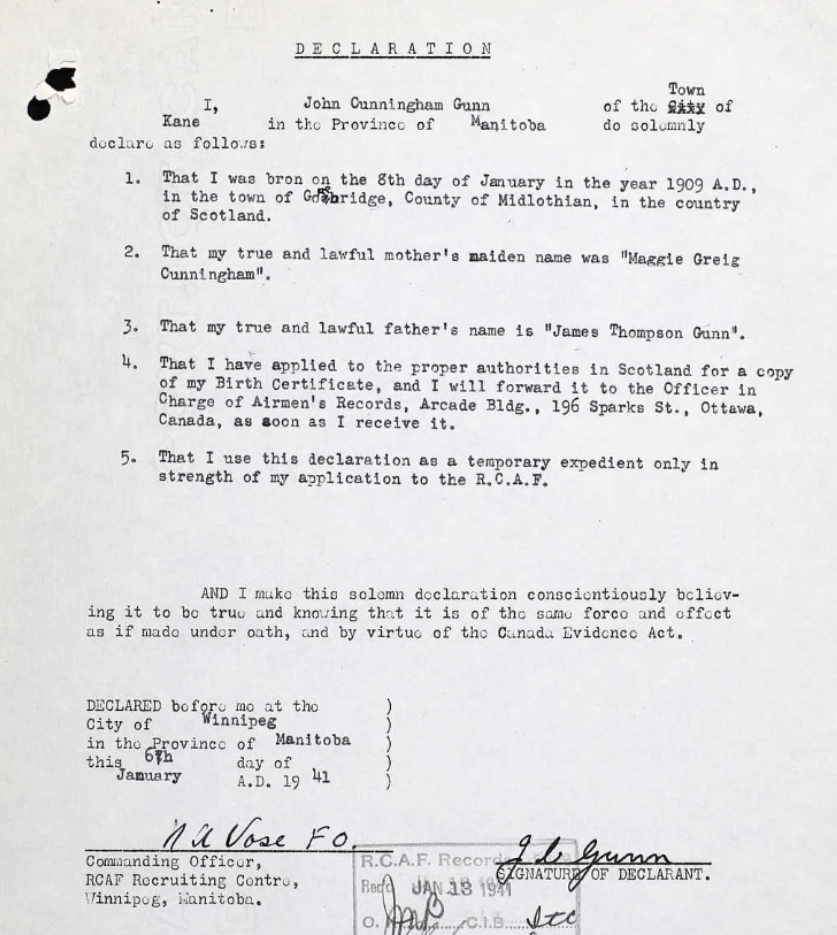 DECLARATION
Town
I, John Cunningham Gunn of the City of
Kane in the Province of Manitoba do solemnly
declare as follows:
1. That I was bron on the 8th day of January in the year 1909 A.D.,
in the town of Gorebridge, County of Midlothian, in the country
of Scotland.
2. That my true and lawful mother's maiden name was "Maggie Greig
Cunningham".
3. That my true and lawful father's name is "James Thompson Gunn".
4. That I have applied to the proper authorities in Scotland for a copy
of my Birth Certificate, and I will forward it to the Officer in
Charge of Airmen's Records, Arcade Bldg., 196 Sparks St., Ottawa,
Canada, as soon as I receive it.
5. That I use this declaration as a temporary expedient only in
strength of my application to the R.C.A.F.
AND I make this solemn declaration conscientiously believ-
ing it to be true and knowing that it is of the same force and effect
as if made under oath, and by virtue of the Canada Evidence Act.
DECLARED before me at the )
City of Winnipeg )
in the Province of Manitoba )
this 6th day of )
January A.D. 19 41 )
N A Vose F O.
J C Gunn
Commanding Officer,
RCAF Recruiting Centre,
Winnipeg, Manitoba.
SIGNATURE OF DECLARANT.
R.C.A.F. Records
Rec'd JAN 13 1941
O. C.I.B.